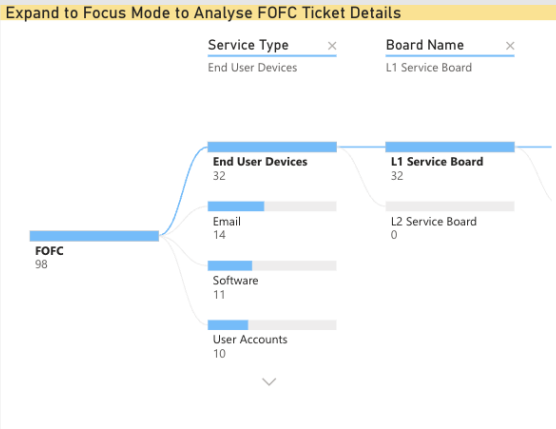 Expand to Focus Mode to Analyse FOFC Ticket Details
Service Type
End User Devices
Board Name
L1 Service Board
FOFC
98
End User Devices
32
Email
14
Software
11
User Accounts
10
L1 Service Board
32
L2 Service Board
0